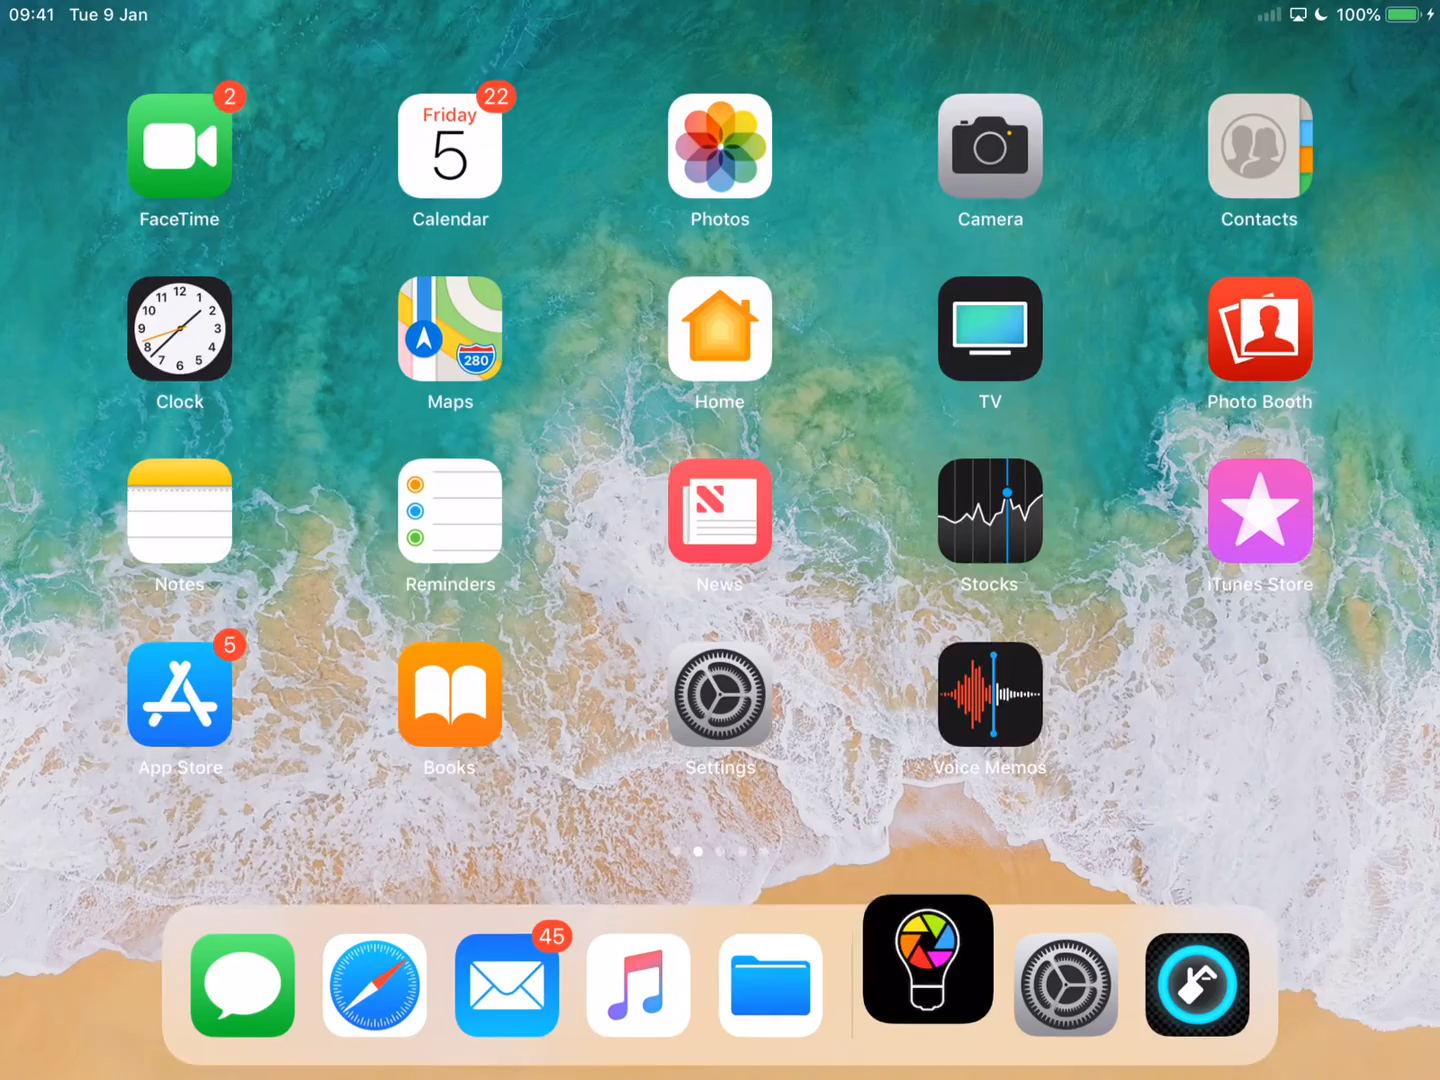 09:41 Tue 9 Jan
100%
2
22
Friday
5
FaceTime
Calendar
Photos
Camera
Contacts
12
11 1
10 2
9 3
8 4
7 5
6
280
Clock
Maps
Home
TV
Photo Booth
Notes
Reminders
News
Stocks
iTunes Store
5
App Store
Books
Settings
Voice Memos
45